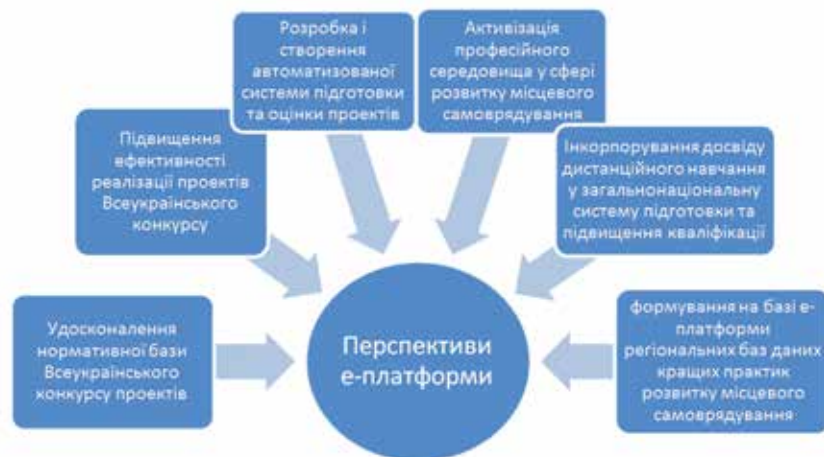 Розробка і
створення
автоматизованої
системи підготовки
та оцінки проектів
Активізація
професійного
середовища у сфері
розвитку місцевого
самоврядування
Підвищення
ефективності
реалізації проектів
Всеукраїнського
конкурсу
Інкорпорування досвіду
дистанційного навчання
у загальнонаціональну
систему підготовки та
підвищення кваліфікації
Удосконалення
нормативної бази
Всеукраїнського
конкурсу проектів
формування на базі е-
платформи
регіональних баз даних
кращих практик
розвитку місцевого
самоврядування
Перспективи
е-платформи